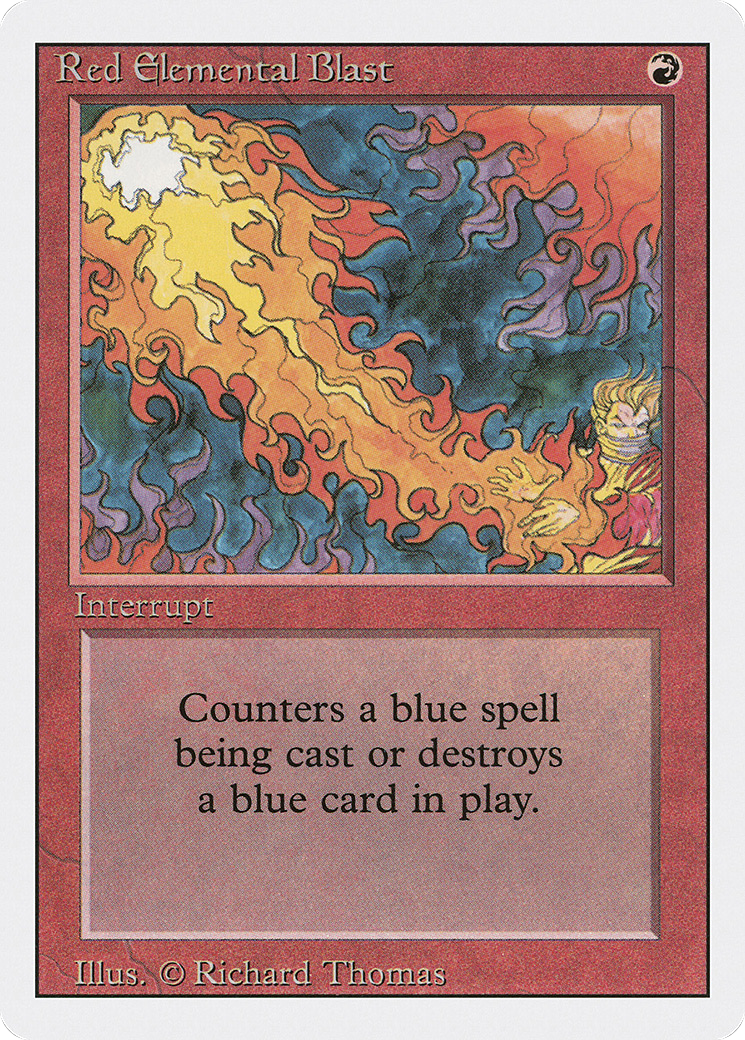 Red Elemental Blast
Interrupt
Counters a blue spell
being cast or destroys
a blue card in play.
Illus. © Richard Thomas